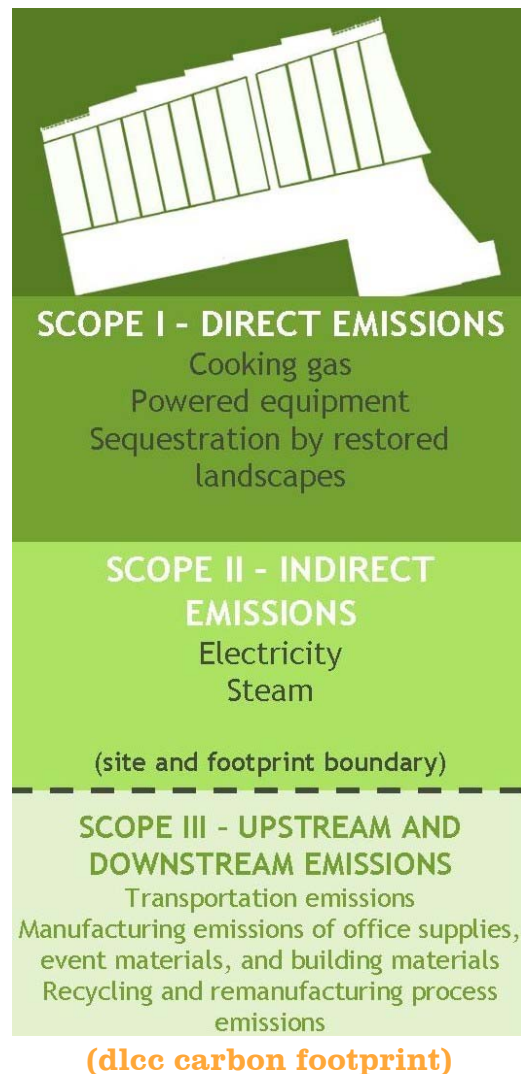 SCOPE I - DIRECT EMISSIONS
Cooking gas
Powered equipment
Sequestration by restored
landscapes
SCOPE II - INDIRECT
EMISSIONS
Electricity
Steam
(site and footprint boundary)
SCOPE III - UPSTREAM AND
DOWNSTREAM EMISSIONS
Transportation emissions
Manufacturing emissions of office supplies,
event materials, and building materials
Recycling and remanufacturing process
emissions
(dlcc carbon footprint)